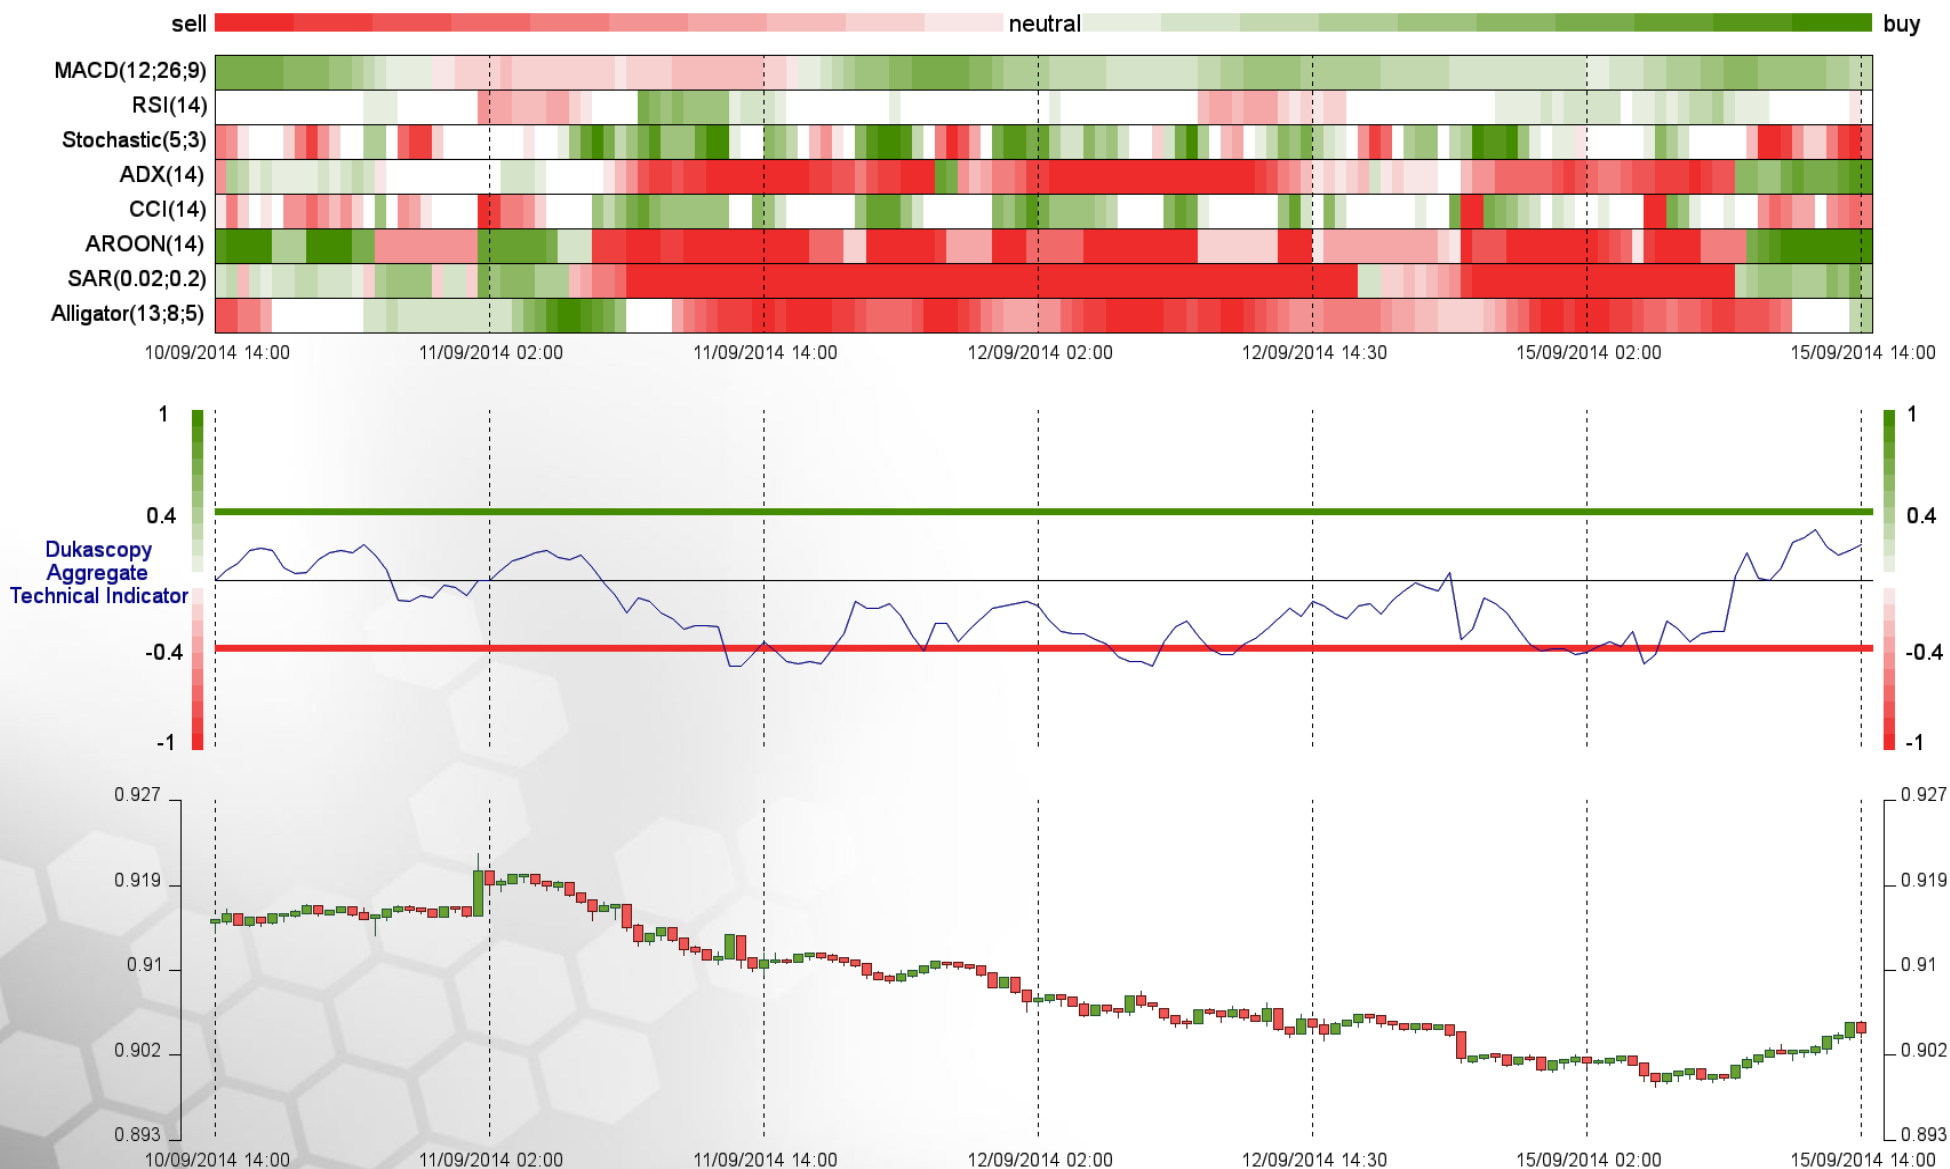 sell neutral buy
MACD(12;26;9)
RSI(14)
Stochastic(5;3)
ADX(14)
CCI(14)
AROON(14)
SAR(0.02;0.2)
Alligator(13;8;5)
10/09/2014 14:00 11/09/2014 02:00 11/09/2014 14:00 12/09/2014 02:00 12/09/2014 14:30 15/09/2014 02:00 15/09/2014 14:00
1 1
0.4 0.4
Dukascopy
Aggregate
Technical Indicator
-0.4 -0.4
-1 -1
0.927 0.927
0.919 0.919
0.91 0.91
0.902 0.902
0.893 0.893
10/09/2014 14:00 11/09/2014 02:00 11/09/2014 14:00 12/09/2014 02:00 12/09/2014 14:30 15/09/2014 02:00 15/09/2014 14:00